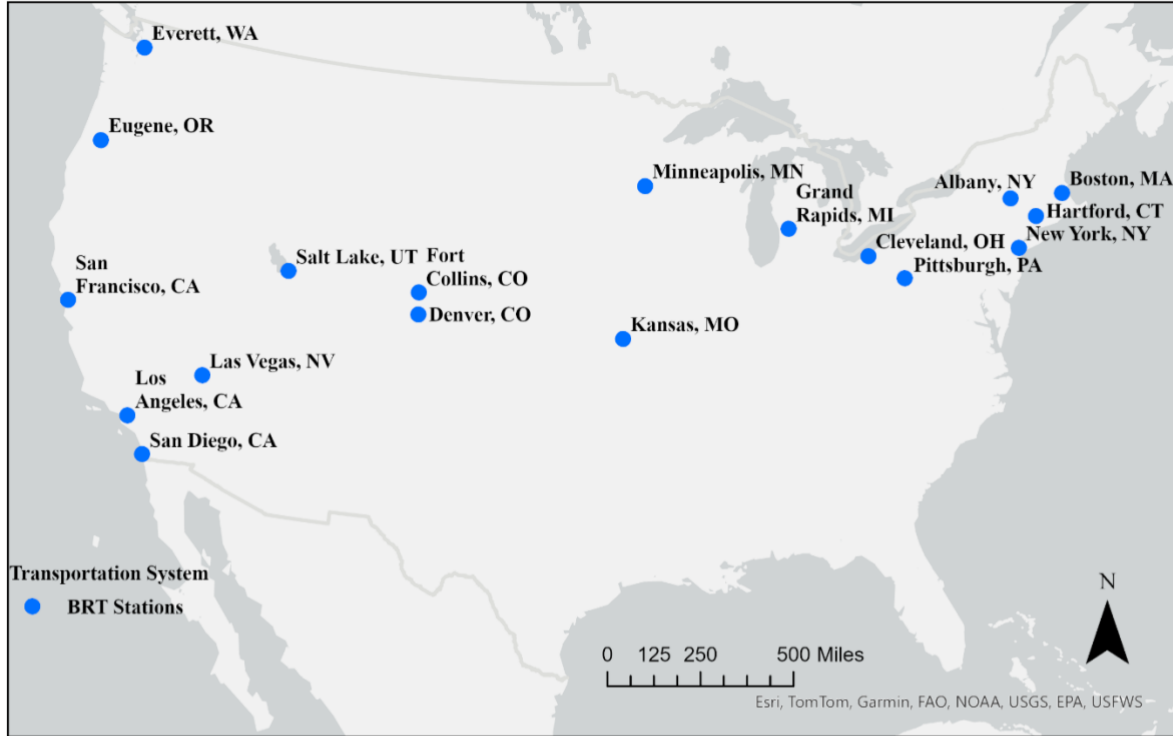 Everett, WA
Eugene, OR
Minneapolis, MN
Grand
Rapids, MI
Albany, NY
Boston, MA
Hartford, CT
New York, NY
Cleveland, OH
Pittsburgh, PA
Salt Lake, UT
Fort
Collins, CO
Denver, CO
San
Francisco, CA
Kansas, MO
Las Vegas, NV
Los
Angeles, CA
San Diego, CA
Transportation System
BRT Stations
N
0 125 250 500 Miles
Esri, TomTom, Garmin, FAO, NOAA, USGS, EPA, USFWS